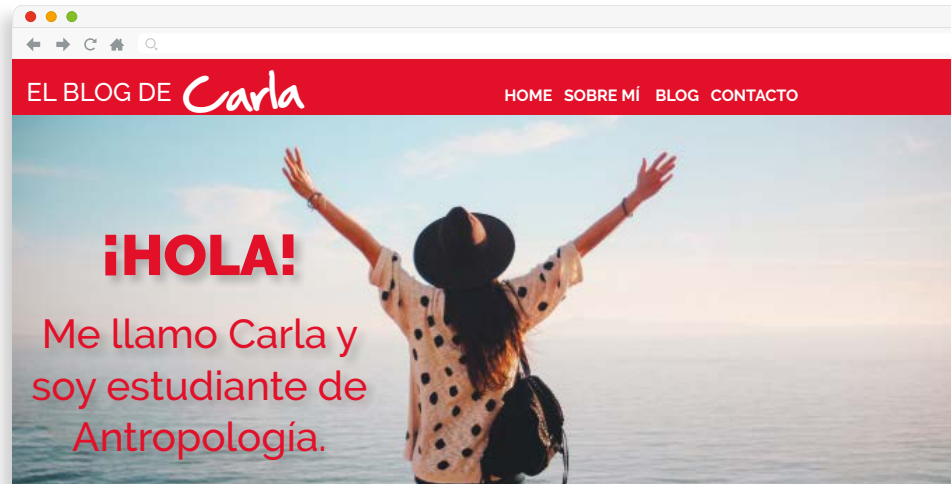 EL BLOG DE Carla
HOME SOBRE MÍ BLOG CONTACTO
¡HOLA!
Me llamo Carla y
soy estudiante de
Antropología.